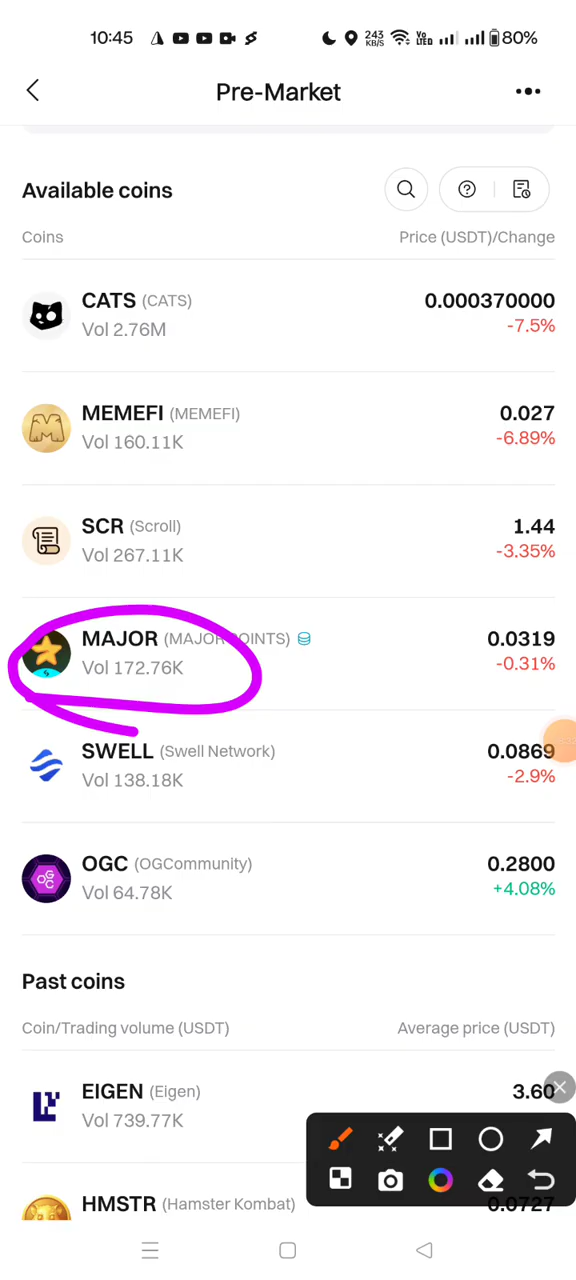 10:45
243 KB/S
Vo LTED
80%
Pre-Market
Available coins
Coins Price (USDT)/Change
CATS (CATS) 0.000370000
Vol 2.76M -7.5%
MEMEFI (MEMEFI) 0.027
Vol 160.11K -6.89%
SCR (Scroll) 1.44
Vol 267.11K -3.35%
MAJOR (MAJOR POINTS) 0.0319
Vol 172.76K -0.31%
SWELL (Swell Network) 0.0869
Vol 138.18K -2.9%
OGC (OGCommunity) 0.2800
Vol 64.78K +4.08%
Past coins
Coin/Trading volume (USDT) Average price (USDT)
EIGEN (Eigen) 3.60
Vol 739.77K
HMSTR (Hamster Kombat) 0.0727